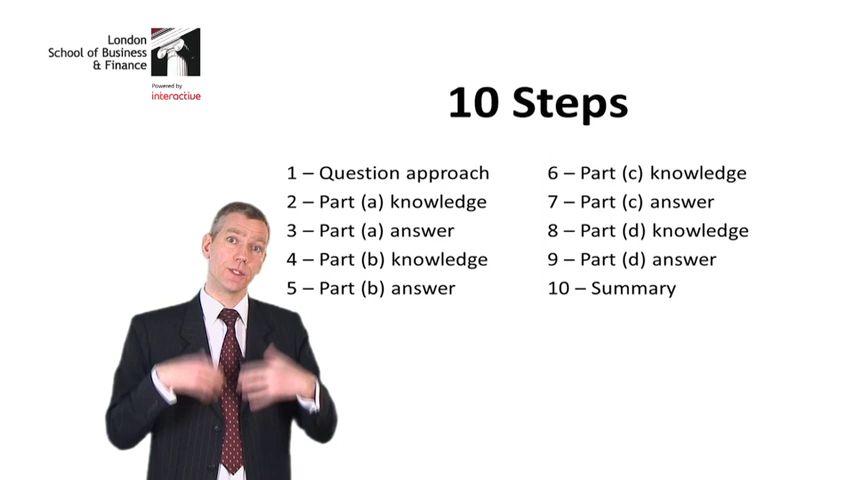 London
School of Business
& Finance
Powered by
interactive
10 Steps
1 – Question approach
2 – Part (a) knowledge
3 – Part (a) answer
4 – Part (b) knowledge
5 – Part (b) answer
6 – Part (c) knowledge
7 – Part (c) answer
8 – Part (d) knowledge
9 – Part (d) answer
10 – Summary